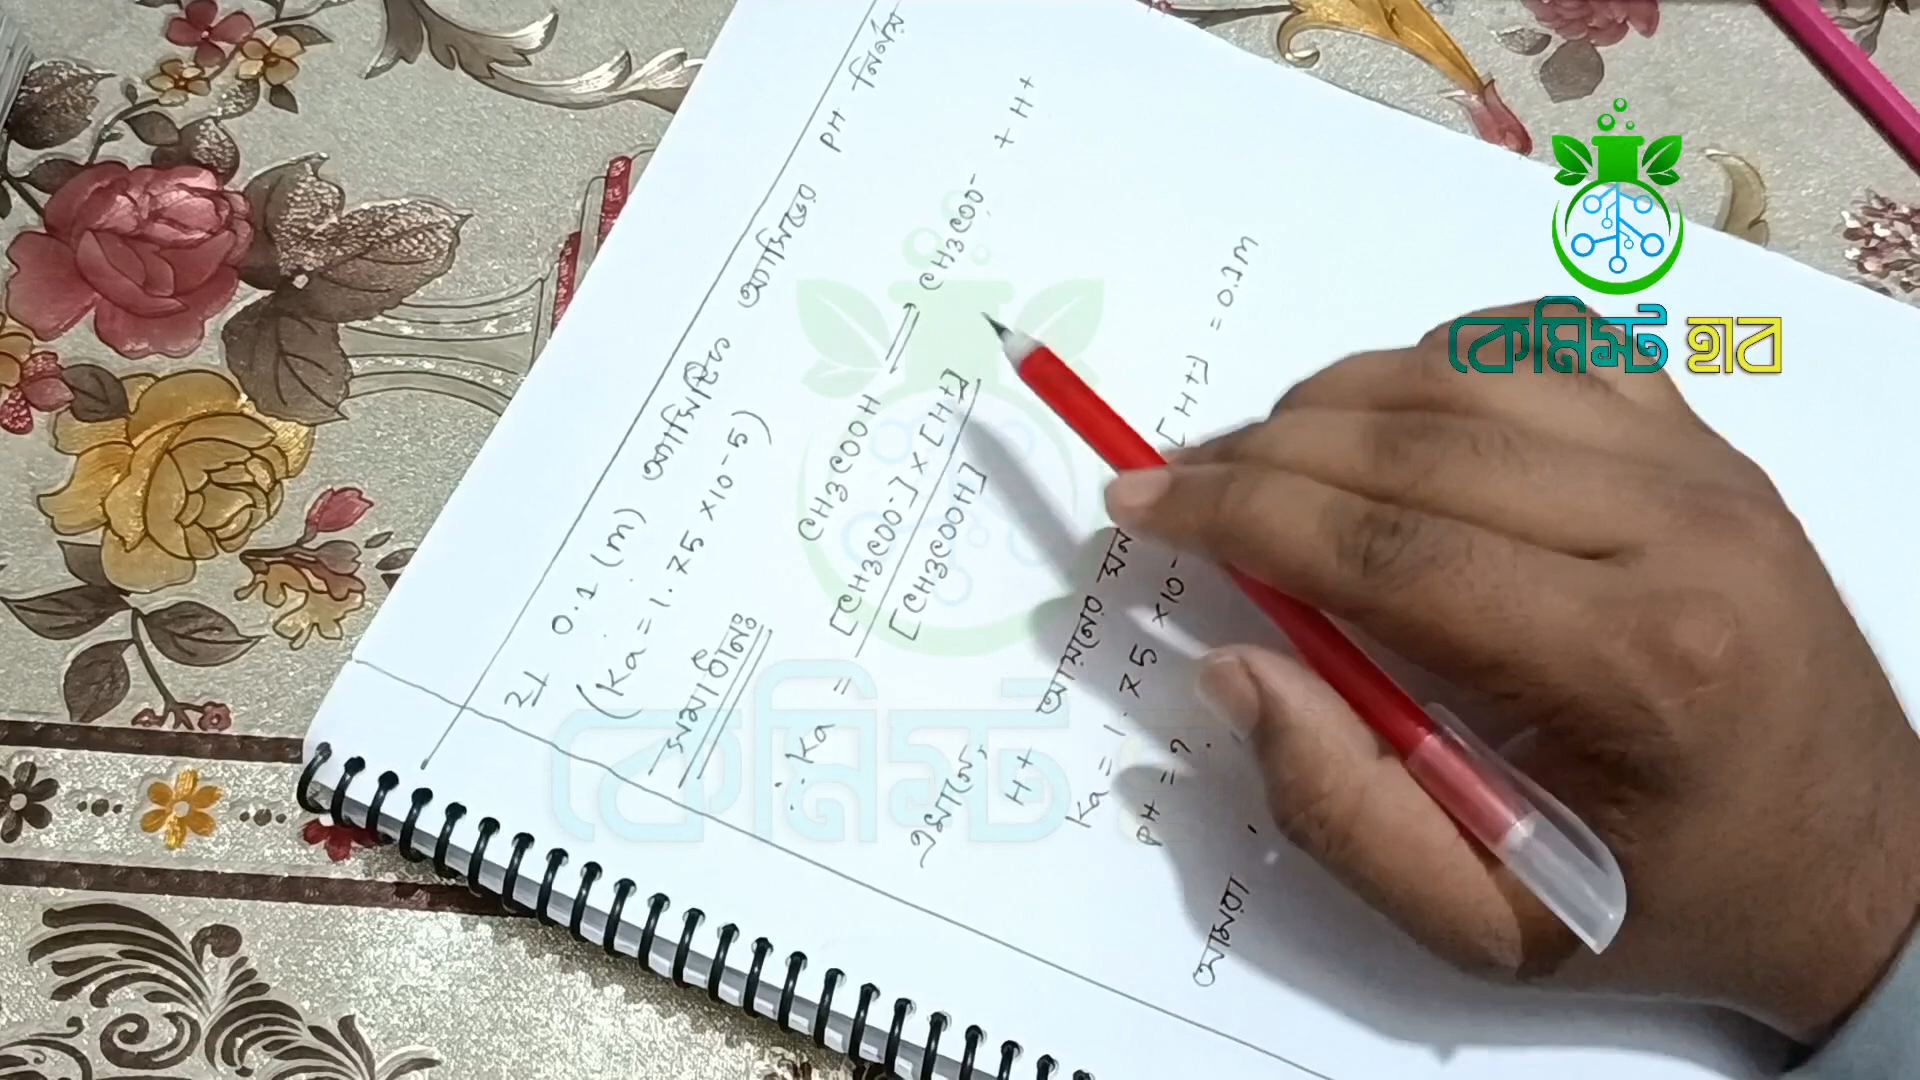 ২। 0.1 (m) অ্যাসিটিক অ্যাসিডের PH নির্ণয়
(Ka = 1.75 × 10-5)
সমাধানঃ
CH3COOH ⇌ CH3COO- + H+
∴ Ka = [CH3COO-] × [H+]
[CH3COOH]
এখানে,
H+ আয়নের ঘন [H+] = 0.1M
Ka = 1.75 × 10-
PH = ?
আমরা,
কেমিস্ট হাব
কেমিস্ট